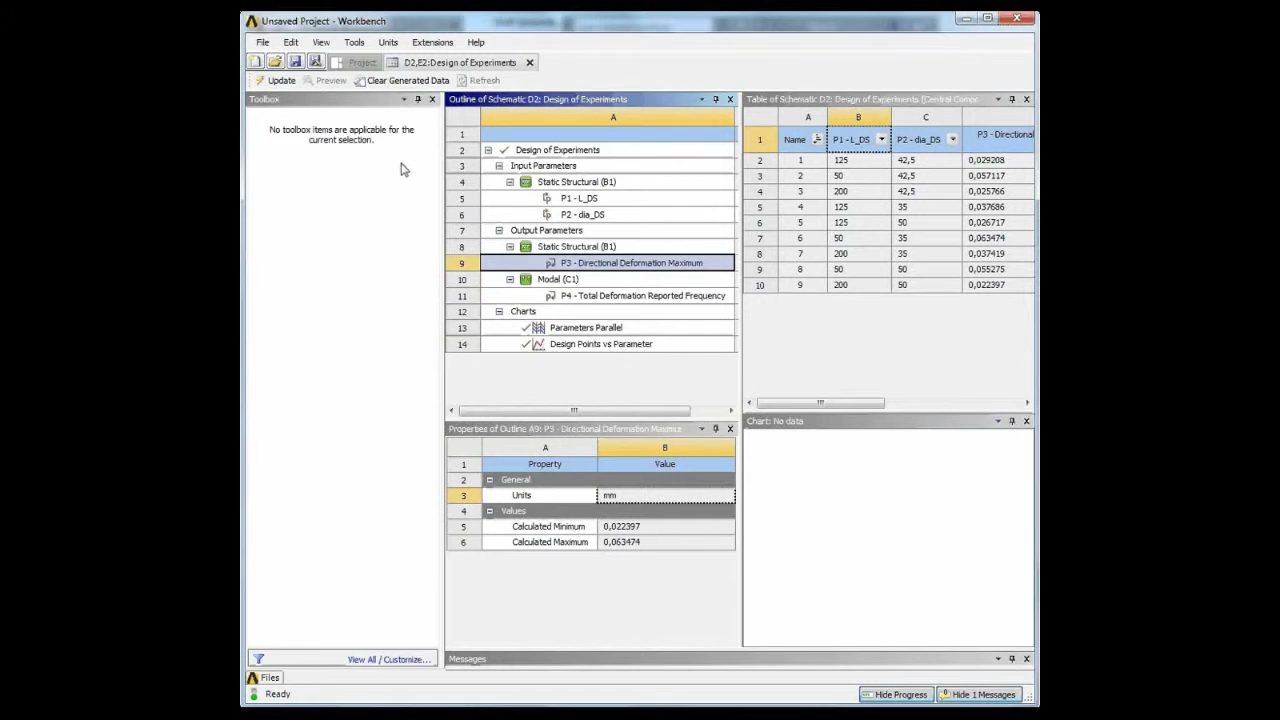 Unsaved Project - Workbench
File Edit View Tools Units Extensions Help
Project D2,E2:Design of Experiments
Update Preview Clear Generated Data Refresh
Toolbox
No toolbox items are applicable for the
current selection.
View All / Customize...
Outline of Schematic D2: Design of Experiments
A
1
2 Design of Experiments
3 Input Parameters
4 Static Structural (B1)
5 P1 - L_DS
6 P2 - dia_DS
7 Output Parameters
8 Static Structural (B1)
9 P3 - Directional Deformation Maximum
10 Modal (C1)
11 P4 - Total Deformation Reported Frequency
12 Charts
13 Parameters Parallel
14 Design Points vs Parameter
Properties of Outline A9: P3 - Directional Deformation Maximur
A B
1 Property Value
2 General
3 Units mm
4 Values
5 Calculated Minimum 0,022397
6 Calculated Maximum 0,063474
Table of Schematic D2: Design of Experiments (Central Compo
A B C
1 Name P1 - L_DS P2 - dia_DS P3 - Directional
2 1 125 42,5 0,029208
3 2 50 42,5 0,057117
4 3 200 42,5 0,025766
5 4 125 35 0,037686
6 5 125 50 0,026717
7 6 50 35 0,063474
8 7 200 35 0,037419
9 8 50 50 0,055275
10 9 200 50 0,022397
Chart: No data
Messages
Files
Ready Hide Progress Hide 1 Messages